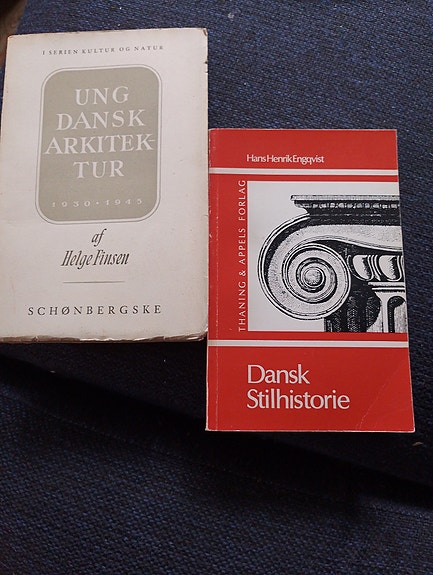 I SERIEN KULTUR OG NATUR
UNG
DANSK
ARKITEK-
TUR
1930 • 1945
af
Helge Finsen
SCHØNBERGSKE
Hans Henrik Engqvist
THANING & APPELS FORLAG
Dansk
Stilhistorie